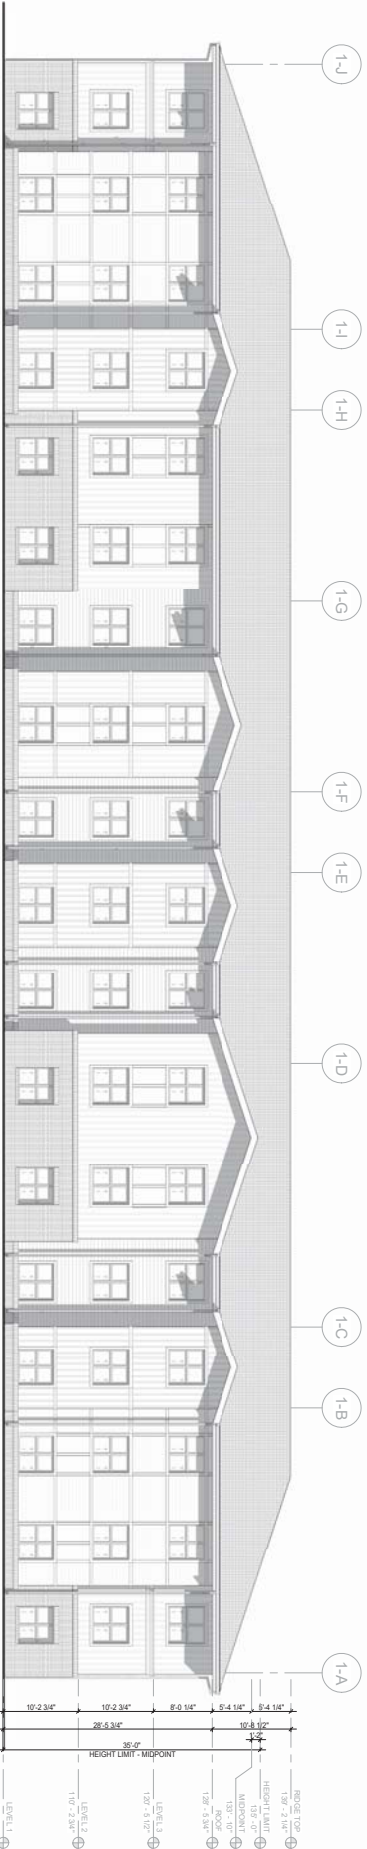 1-J
1-I
1-H
1-G
1-F
1-E
1-D
1-C
1-B
1-A
10'-2 3/4"
10'-2 3/4"
8'-0 1/4"
5'-4 1/4"
5'-4 1/4"
28'-5 3/4"
10'-8 1/2"
1'-2"
35'-0"
HEIGHT LIMIT - MIDPOINT
RIDGE TOP
139' - 2 1/4"
HEIGHT LIMIT
135' - 0"
MIDPOINT
133' - 10"
ROOF
128' - 5 3/4"
LEVEL 3
120' - 5 1/2"
LEVEL 2
110' - 2 3/4"
LEVEL 1